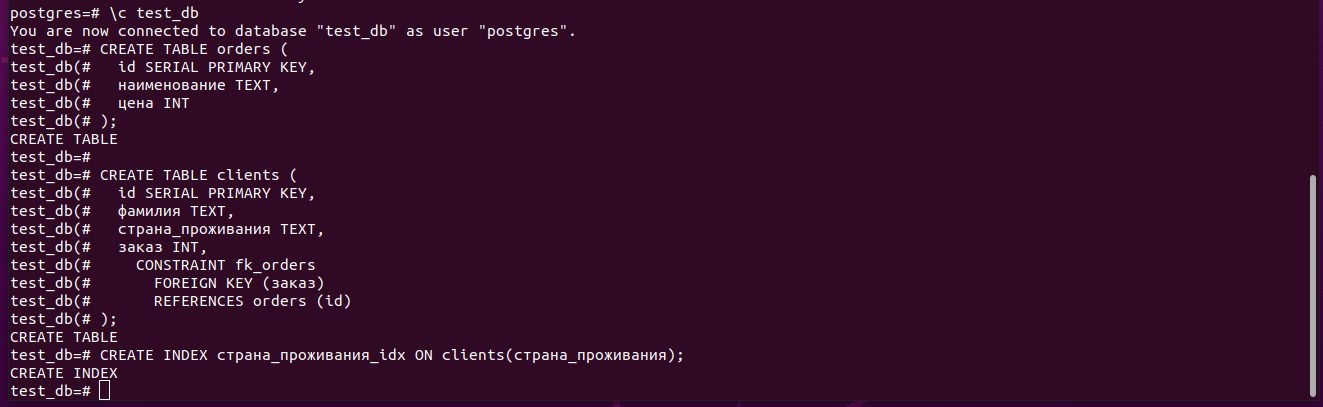 postgres=# \c test_db
You are now connected to database "test_db" as user "postgres".
test_db=# CREATE TABLE orders (
test_db(#   id SERIAL PRIMARY KEY,
test_db(#   наименование TEXT,
test_db(#   цена INT
test_db(# );
CREATE TABLE
test_db=#
test_db=# CREATE TABLE clients (
test_db(#   id SERIAL PRIMARY KEY,
test_db(#   фамилия TEXT,
test_db(#   страна_проживания TEXT,
test_db(#   заказ INT,
test_db(#     CONSTRAINT fk_orders
test_db(#       FOREIGN KEY (заказ)
test_db(#       REFERENCES orders (id)
test_db(# );
CREATE TABLE
test_db=# CREATE INDEX страна_проживания_idx ON clients(страна_проживания);
CREATE INDEX
test_db=#